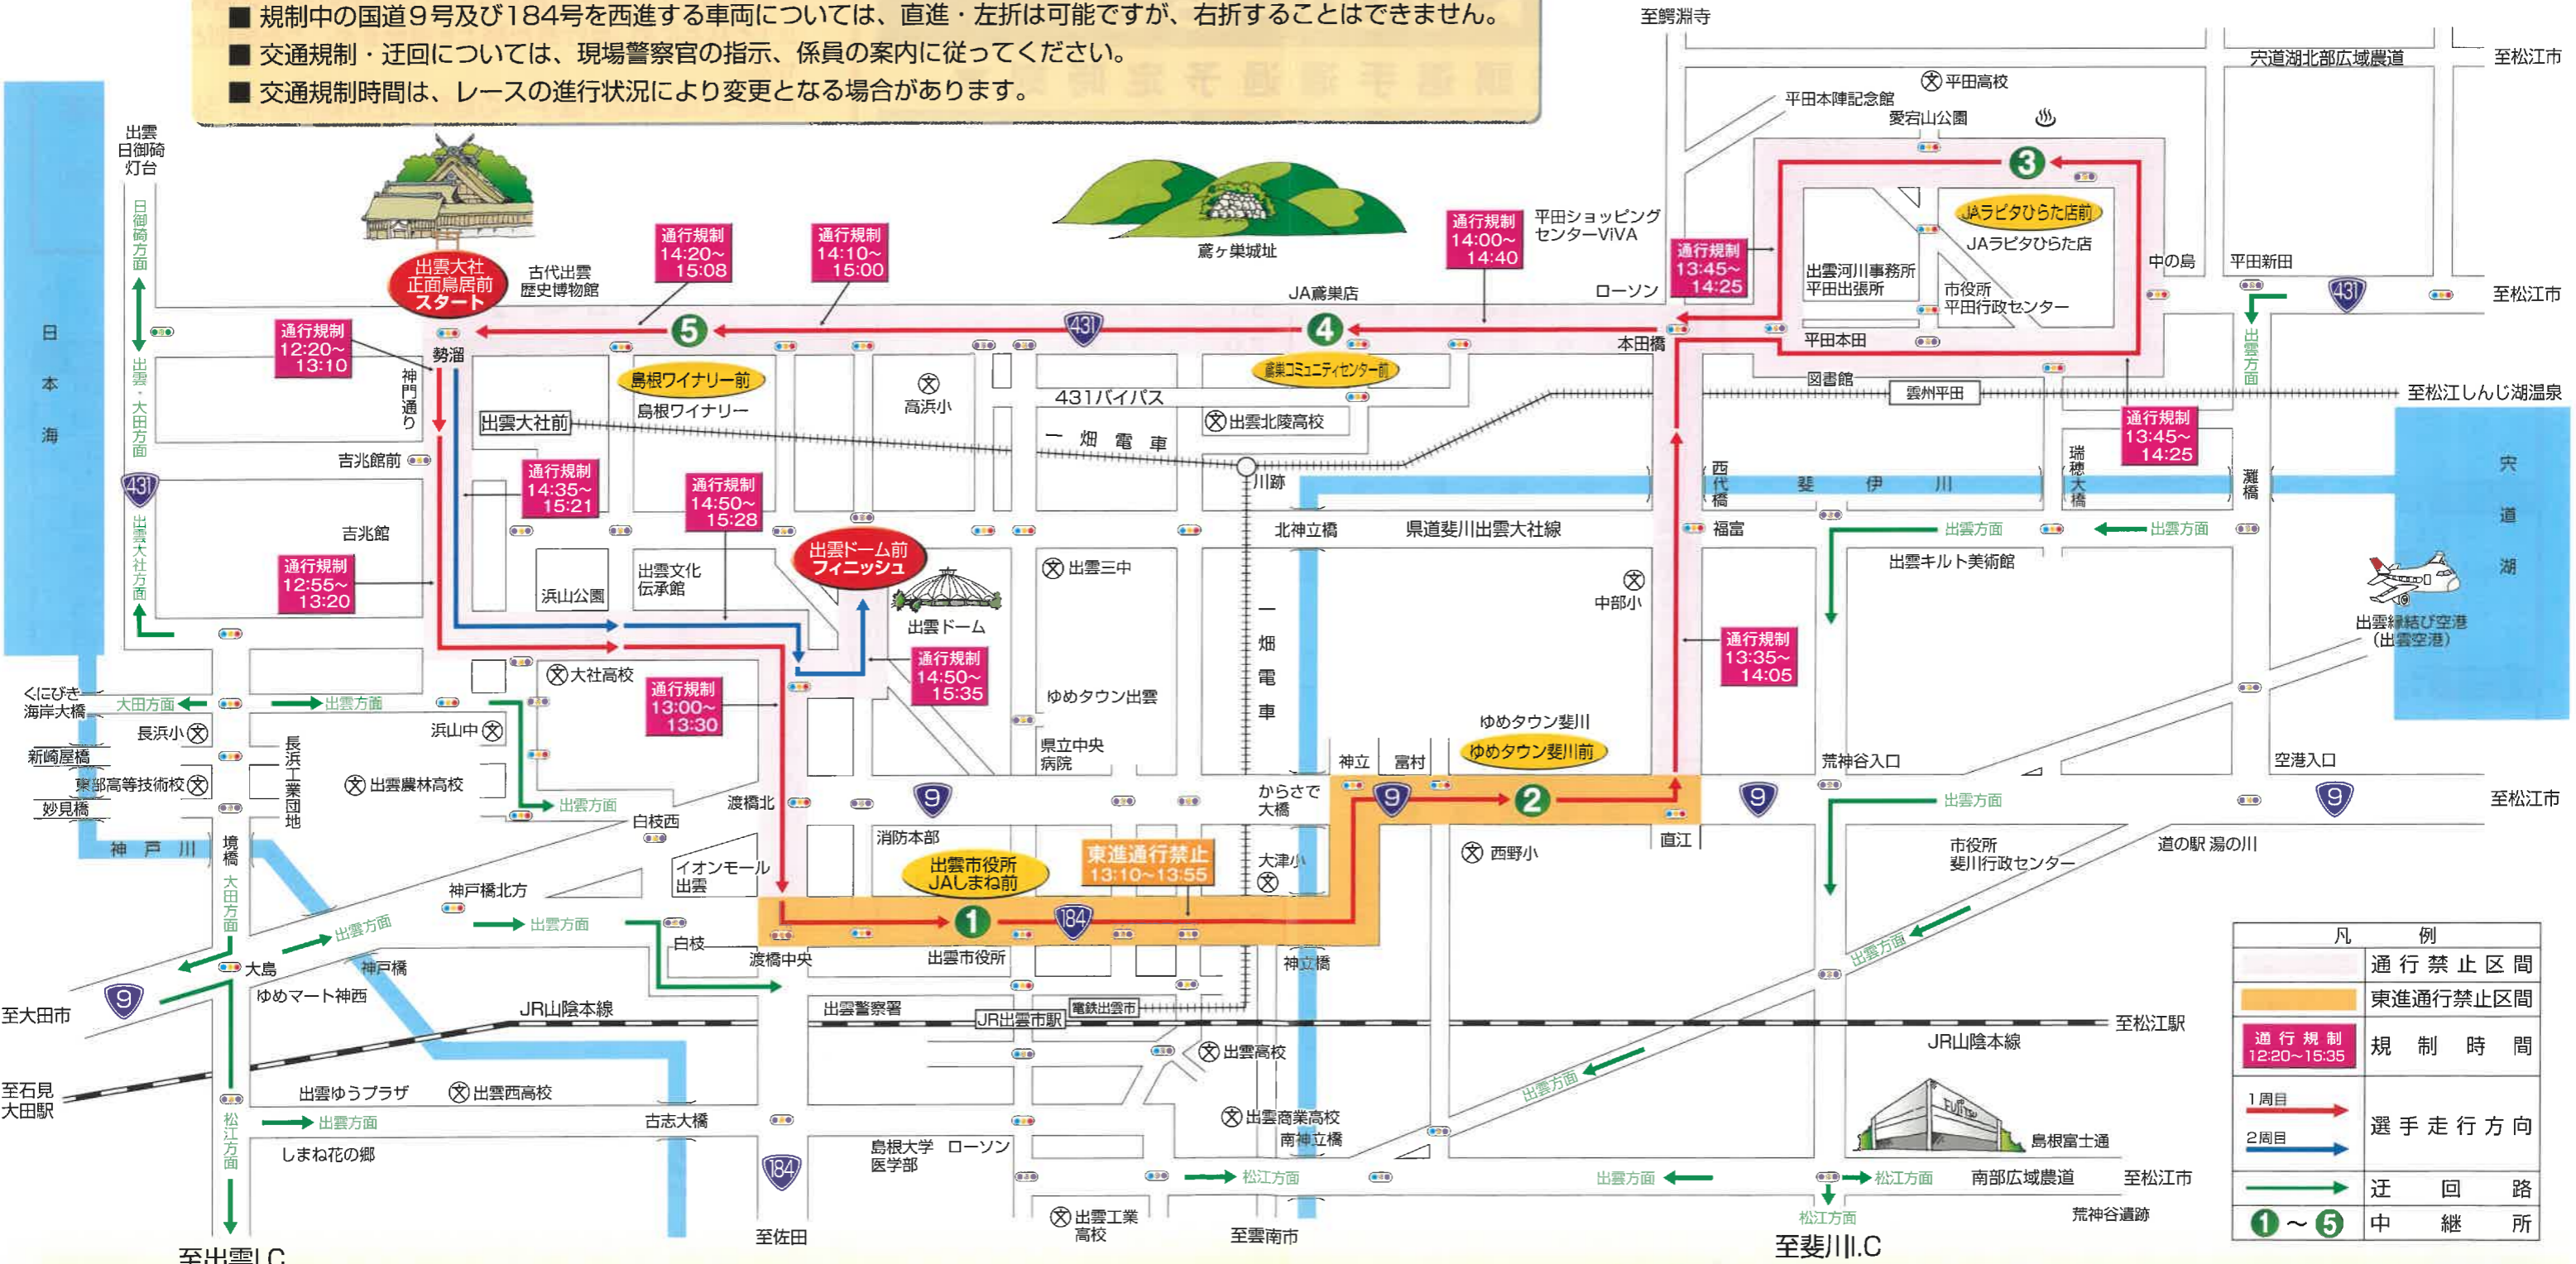 ■ 規制中の国道9号及び184号を西進する車両については、直進・左折は可能ですが、右折することはできません。
■ 交通規制・迂回については、現場警察官の指示、係員の案内に従ってください。
■ 交通規制時間は、レースの進行状況により変更となる場合があります。
至鰐淵寺
宍道湖北部広域農道
至松江市
平田高校
平田本陣記念館
愛宕山公園
出雲
日御碕
灯台
日御碕方面
3
JAラピタひらた店前
JAラピタひらた店
鳶ヶ巣城址
通行規制
14:20～
15:08
通行規制
14:10～
15:00
通行規制
14:00～
14:40
平田ショッピング
センターViVA
通行規制
13:45～
14:25
出雲大社
正面鳥居前
スタート
古代出雲
歴史博物館
JA鳶巣店
ローソン
出雲河川事務所
平田出張所
市役所
平田行政センター
中の島
平田新田
431
至松江市
日本海
通行規制
12:20～
13:10
勢溜
神門通り
5
島根ワイナリー前
島根ワイナリー
431
4
鳶巣コミュニティセンター前
本田橋
平田本田
出雲方面
出雲・大田方面
高浜小
431バイパス
出雲北陵高校
図書館
雲州平田
至松江しんじ湖温泉
出雲大社前
一畑電車
川跡
吉兆館前
通行規制
14:35～
15:21
通行規制
14:50～
15:28
通行規制
13:45～
14:25
431
出雲大社方面
吉兆館
西代橋
斐伊川
瑞穂大橋
灘橋
宍道湖
北神立橋
県道斐川出雲大社線
福富
出雲方面
出雲方面
出雲キルト美術館
通行規制
12:55～
13:20
浜山公園
出雲文化
伝承館
出雲ドーム前
フィニッシュ
出雲ドーム
出雲三中
中部小
一畑電車
出雲縁結び空港
(出雲空港)
大社高校
通行規制
13:00～
13:30
通行規制
14:50～
15:35
通行規制
13:35～
14:05
くにびき
海岸大橋
大田方面
出雲方面
長浜小
浜山中
新崎屋橋
長浜工業団地
東部高等技術校
出雲農林高校
妙見橋
出雲方面
ゆめタウン出雲
県立中央
病院
ゆめタウン斐川
ゆめタウン斐川前
神立
富村
荒神谷入口
空港入口
渡橋北
9
からさで
大橋
9
2
9
出雲方面
9
至松江市
白枝西
消防本部
神戸川
境橋
イオンモール
出雲
出雲市役所
JAしまね前
東進通行禁止
13:10～13:55
大津小
西野小
直江
市役所
斐川行政センター
道の駅 湯の川
大田方面
神戸橋北方
出雲方面
出雲方面
白枝
1
184
渡橋中央
出雲市役所
神立橋
出雲方面
大島
神戸橋
9
至大田市
ゆめマート神西
JR山陰本線
出雲警察署
JR出雲市駅
電鉄出雲市
至松江駅
JR山陰本線
出雲高校
至石見
大田駅
出雲ゆうプラザ
出雲西高校
出雲方面
松江方面
しまね花の郷
古志大橋
出雲方面
出雲商業高校
南神立橋
FUJITSU
島根富士通
184
島根大学
医学部
ローソン
松江方面
出雲方面
松江方面
南部広域農道
至松江市
松江方面
荒神谷遺跡
出雲工業
高校
至佐田
至雲南市
至斐川I.C
至出雲I.C
凡例
通行禁止区間
東進通行禁止区間
通行規制
12:20～15:35
規制時間
1周目
2周目
選手走行方向
迂回路
1～5
中継所